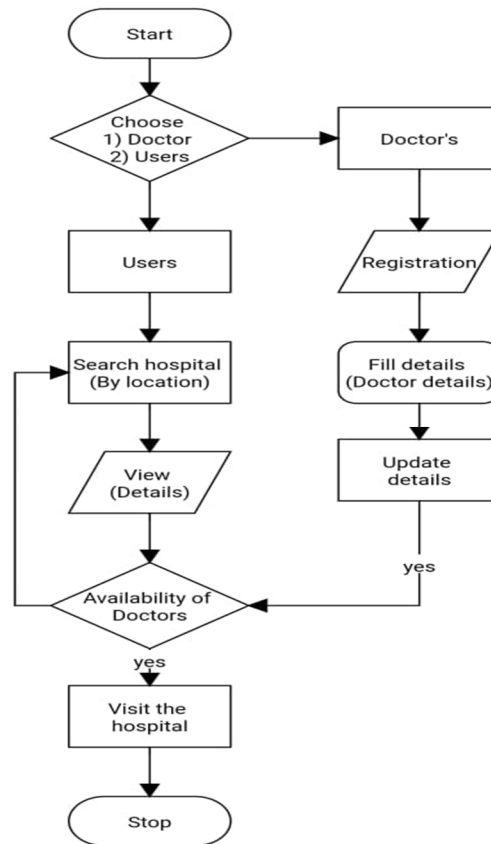 Start
Choose
1) Doctor
2) Users
Doctor's
Users
Registration
Search hospital
(By location)
Fill details
(Doctor details)
View
(Details)
Update
details
yes
Availability of
Doctors
yes
Visit the
hospital
Stop